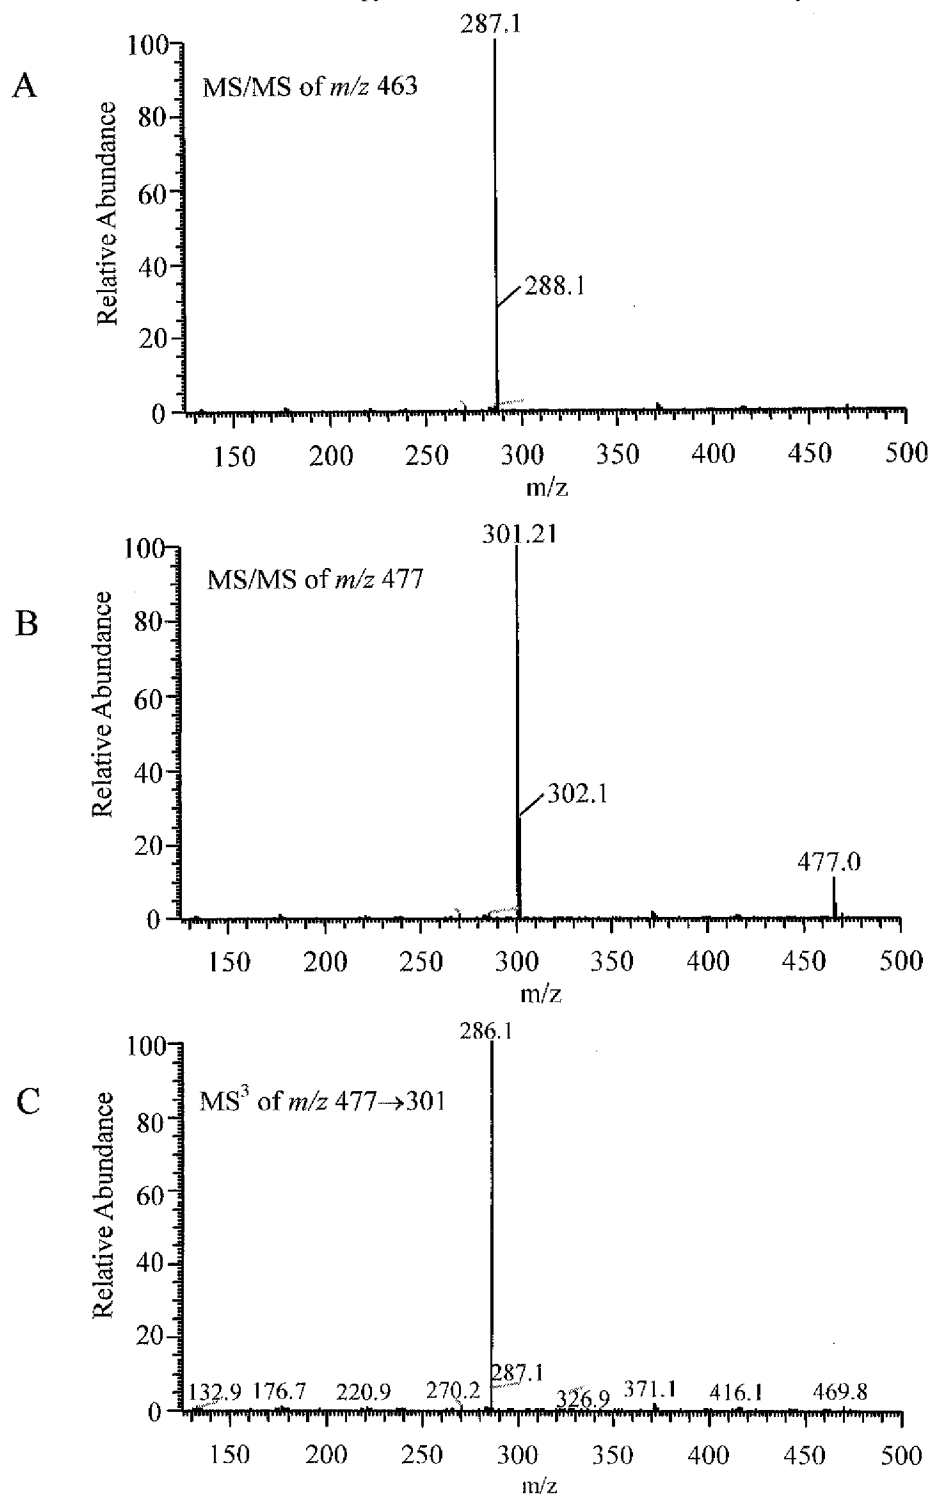 287.1
A
MS/MS of m/z 463
Relative Abundance
100
80
60
40
20
0
288.1
150 200 250 300 350 400 450 500
m/z
301.21
B
MS/MS of m/z 477
Relative Abundance
100
80
60
40
20
0
302.1
477.0
150 200 250 300 350 400 450 500
m/z
286.1
C
MS³ of m/z 477→301
Relative Abundance
100
80
60
40
20
0
287.1
132.9 176.7 220.9 270.2 326.9 371.1 416.1 469.8
150 200 250 300 350 400 450 500
m/z